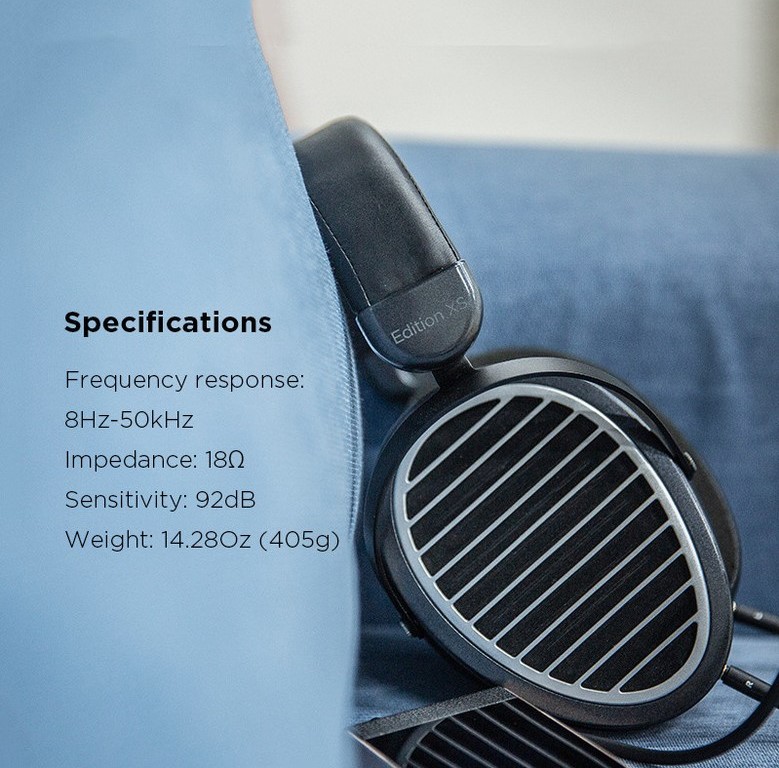 Edition XS
Specifications
Frequency response:
8Hz-50kHz
Impedance: 18Ω
Sensitivity: 92dB
Weight: 14.28Oz (405g)
R